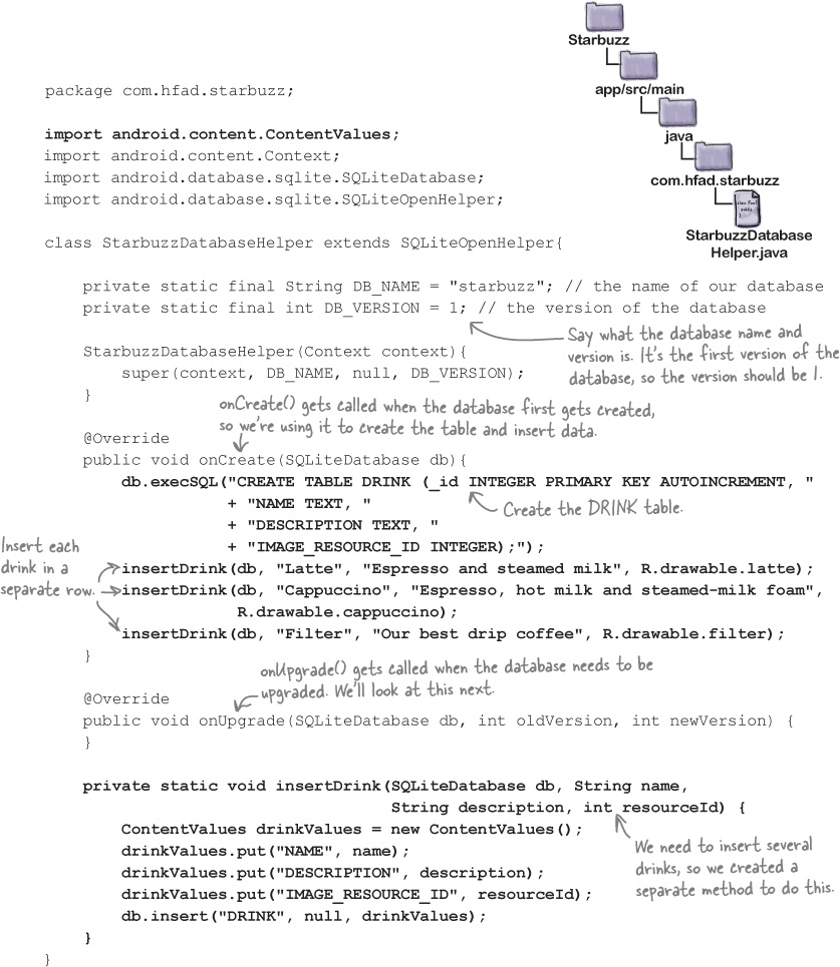 Starbuzz
app/src/main
java
com.hfad.starbuzz
StarbuzzDatabase
Helper.java
package com.hfad.starbuzz;
import android.content.ContentValues;
import android.content.Context;
import android.database.sqlite.SQLiteDatabase;
import android.database.sqlite.SQLiteOpenHelper;
class StarbuzzDatabaseHelper extends SQLiteOpenHelper{
private static final String DB_NAME = "starbuzz"; // the name of our database
private static final int DB_VERSION = 1; // the version of the database
Say what the database name and
version is. It's the first version of the
database, so the version should be 1.
StarbuzzDatabaseHelper(Context context){
super(context, DB_NAME, null, DB_VERSION);
}
onCreate() gets called when the database first gets created,
so we're using it to create the table and insert data.
@Override
public void onCreate(SQLiteDatabase db){
db.execSQL("CREATE TABLE DRINK (_id INTEGER PRIMARY KEY AUTOINCREMENT, "
+ "NAME TEXT, "
+ "DESCRIPTION TEXT, "
+ "IMAGE_RESOURCE_ID INTEGER);");
Create the DRINK table.
Insert each
drink in a
separate row.
insertDrink(db, "Latte", "Espresso and steamed milk", R.drawable.latte);
insertDrink(db, "Cappuccino", "Espresso, hot milk and steamed-milk foam",
R.drawable.cappuccino);
insertDrink(db, "Filter", "Our best drip coffee", R.drawable.filter);
}
onUpgrade() gets called when the database needs to be
upgraded. We'll look at this next.
@Override
public void onUpgrade(SQLiteDatabase db, int oldVersion, int newVersion) {
}
private static void insertDrink(SQLiteDatabase db, String name,
String description, int resourceId) {
ContentValues drinkValues = new ContentValues();
drinkValues.put("NAME", name);
drinkValues.put("DESCRIPTION", description);
drinkValues.put("IMAGE_RESOURCE_ID", resourceId);
db.insert("DRINK", null, drinkValues);
}
We need to insert several
drinks, so we created a
separate method to do this.
}